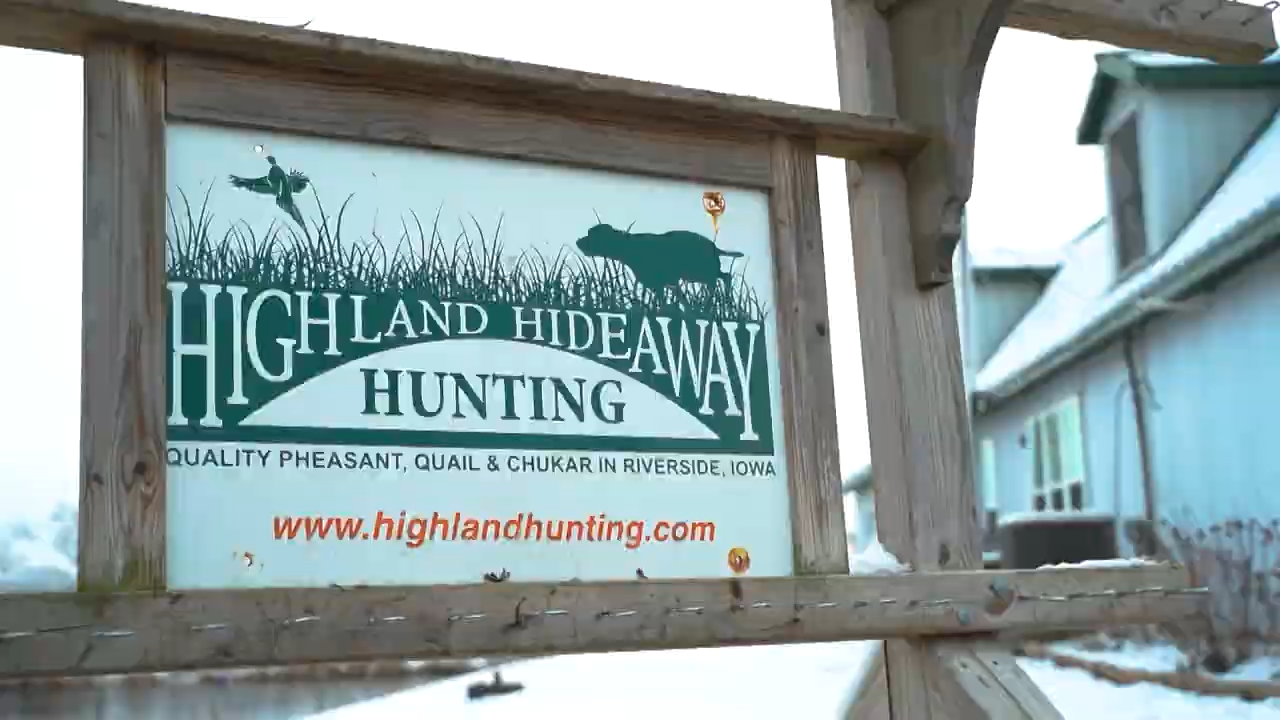 HIGHLAND HIDEAWAY
HUNTING
QUALITY PHEASANT, QUAIL & CHUKAR IN RIVERSIDE, IOWA
www.highlandhunting.com